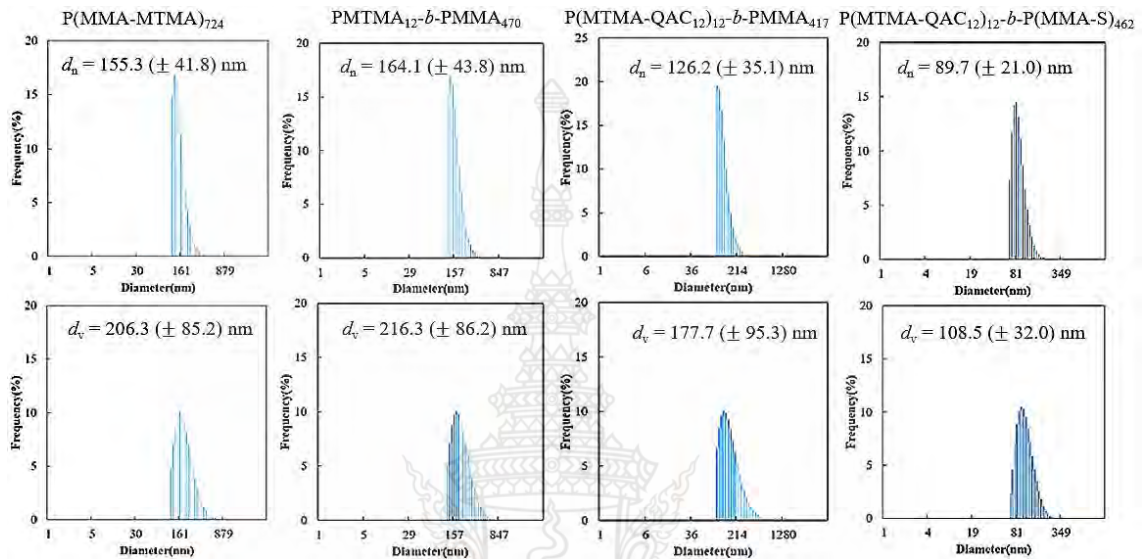 P(MMA-MTMA)₇₂₄
PMTMA₁₂-b-PMMA₄₇₀
P(MTMA-QAC₁₂)₁₂-b-PMMA₄₁₇
P(MTMA-QAC₁₂)₁₂-b-P(MMA-S)₄₆₂
dₙ = 155.3 (± 41.8) nm
Frequency(%)
20
15
10
5
0
1 5 30 161 879
Diameter(nm)
dₙ = 164.1 (± 43.8) nm
Frequency(%)
20
15
10
5
0
1 5 29 157 847
Diameter(nm)
dₙ = 126.2 (± 35.1) nm
Frequency(%)
25
20
15
10
5
0
1 6 36 214 1280
Diameter(nm)
dₙ = 89.7 (± 21.0) nm
Frequency(%)
20
15
10
5
0
1 4 19 81 349
Diameter(nm)
dᵥ = 206.3 (± 85.2) nm
Frequency(%)
20
15
10
5
0
1 5 30 161 879
Diameter(nm)
dᵥ = 216.3 (± 86.2) nm
Frequency(%)
20
15
10
5
0
1 5 29 157 847
Diameter(nm)
dᵥ = 177.7 (± 95.3) nm
Frequency(%)
20
15
10
5
0
1 6 36 214 1280
Diameter(nm)
dᵥ = 108.5 (± 32.0) nm
Frequency(%)
20
15
10
5
0
1 4 19 81 349
Diameter(nm)